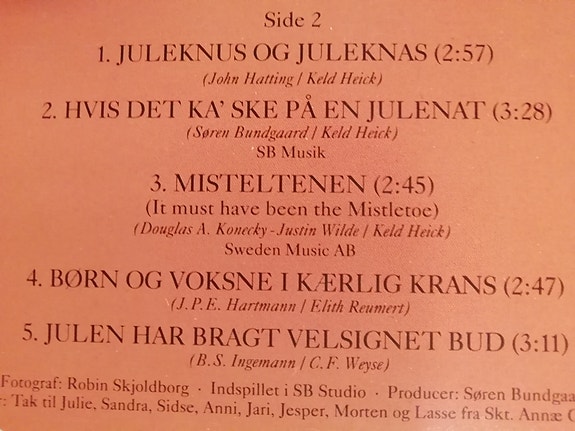 Side 2
1. JULEKNUS OG JULEKNAS (2:57)
(John Hatting / Keld Heick)
2. HVIS DET KA' SKE PÅ EN JULENAT (3:28)
(Søren Bundgaard / Keld Heick)
SB Musik
3. MISTELTENEN (2:45)
(It must have been the Mistletoe)
(Douglas A. Konecky - Justin Wilde / Keld Heick)
Sweden Music AB
4. BØRN OG VOKSNE I KÆRLIG KRANS (2:47)
(J.P.E. Hartmann / Elith Reumert)
5. JULEN HAR BRAGT VELSIGNET BUD (3:11)
(B.S. Ingemann / C.F. Weyse)
Fotograf: Robin Skjoldborg · Indspillet i SB Studio · Producer: Søren Bundgaa
: Tak til Julie, Sandra, Sidse, Anni, Jari, Jesper, Morten og Lasse fra Skt. Annæ